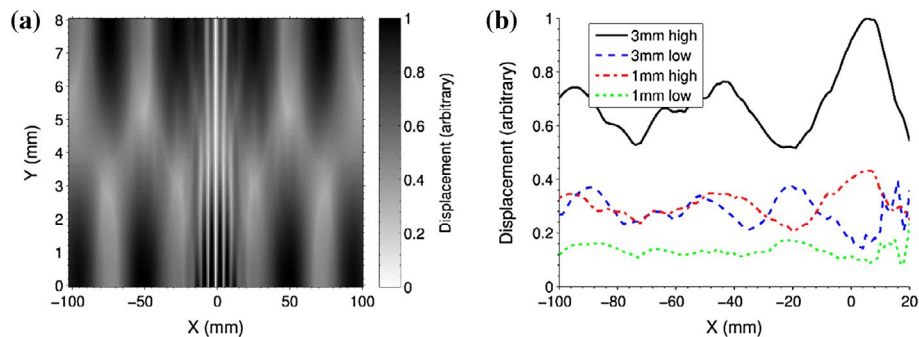 (a)
8
7
6
5
4
3
2
1
0
Y (mm)
−100 −50 0 50 100
X (mm)
1
0.8
0.6
0.4
0.2
0
Displacement (arbitrary)
(b)
3mm high
3mm low
1mm high
1mm low
1
0.8
0.6
0.4
0.2
0
Displacement (arbitrary)
−100 −80 −60 −40 −20 0 20
X (mm)